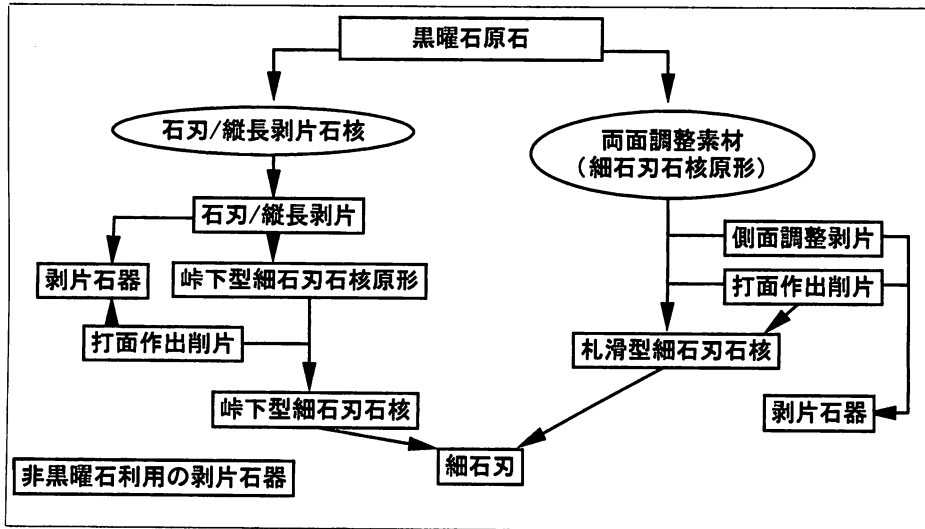 黒曜石原石
石刃/縦長剥片石核
両面調整素材
（細石刃石核原形）
石刃/縦長剥片
側面調整剥片
剥片石器
峠下型細石刃石核原形
打面作出削片
打面作出削片
札滑型細石刃石核
峠下型細石刃石核
剥片石器
細石刃
非黒曜石利用の剥片石器